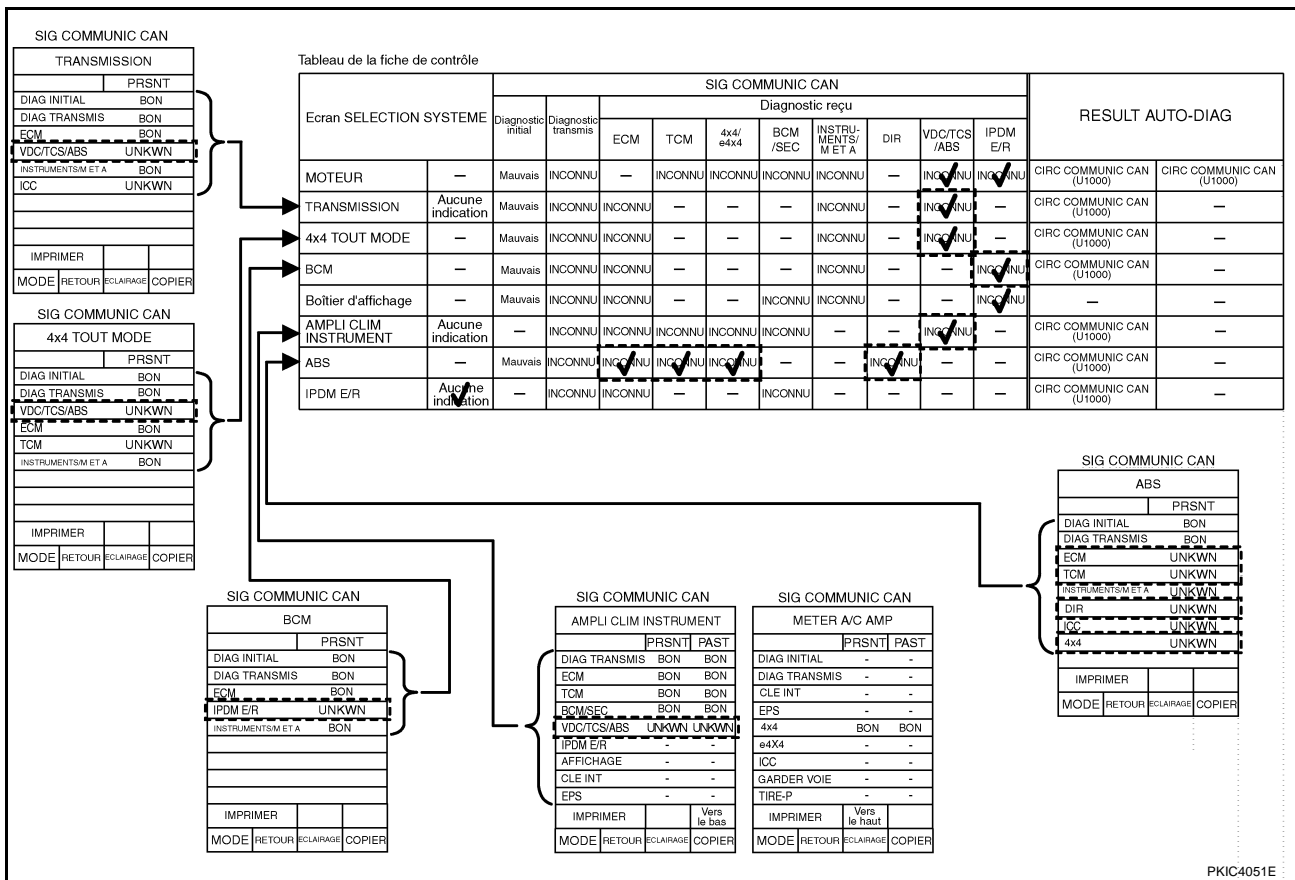 SIG COMMUNIC CAN
TRANSMISSION
PRSNT
DIAG INITIAL BON
DIAG TRANSMIS BON
ECM BON
VDC/TCS/ABS UNKWN
INSTRUMENTS/M ET A BON
ICC UNKWN
IMPRIMER
MODE RETOUR ECLAIRAGE COPIER
SIG COMMUNIC CAN
4x4 TOUT MODE
PRSNT
DIAG INITIAL BON
DIAG TRANSMIS BON
VDC/TCS/ABS UNKWN
ECM BON
TCM UNKWN
INSTRUMENTS/M ET A BON
IMPRIMER
MODE RETOUR ECLAIRAGE COPIER
Tableau de la fiche de contrôle
Ecran SELECTION SYSTEME
SIG COMMUNIC CAN
RESULT AUTO-DIAG
Diagnostic initial
Diagnostic transmis
Diagnostic reçu
ECM TCM 4x4/ e4x4 BCM /SEC INSTRU- MENTS/ M ET A DIR VDC/TCS /ABS IPDM E/R
MOTEUR — Mauvais INCONNU — INCONNU INCONNU INCONNU INCONNU — INCONNU INCONNU CIRC COMMUNIC CAN (U1000) CIRC COMMUNIC CAN (U1000)
TRANSMISSION Aucune indication Mauvais INCONNU INCONNU — — — INCONNU — INCONNU — CIRC COMMUNIC CAN (U1000) —
4x4 TOUT MODE — Mauvais INCONNU INCONNU — — — INCONNU — INCONNU — CIRC COMMUNIC CAN (U1000) —
BCM — Mauvais INCONNU INCONNU — — — INCONNU — — INCONNU CIRC COMMUNIC CAN (U1000) —
Boîtier d'affichage — Mauvais INCONNU INCONNU — — INCONNU INCONNU — — INCONNU — —
AMPLI CLIM INSTRUMENT Aucune indication — INCONNU INCONNU INCONNU INCONNU INCONNU — — INCONNU — CIRC COMMUNIC CAN (U1000) —
ABS — Mauvais INCONNU INCONNU INCONNU INCONNU — — INCONNU — — CIRC COMMUNIC CAN (U1000) —
IPDM E/R Aucune indication — INCONNU INCONNU — — INCONNU — — — — CIRC COMMUNIC CAN (U1000) —
SIG COMMUNIC CAN
BCM
PRSNT
DIAG INITIAL BON
DIAG TRANSMIS BON
ECM BON
IPDM E/R UNKWN
INSTRUMENTS/M ET A BON
IMPRIMER
MODE RETOUR ECLAIRAGE COPIER
SIG COMMUNIC CAN
AMPLI CLIM INSTRUMENT
PRSNT PAST
DIAG TRANSMIS BON BON
ECM BON BON
TCM BON BON
BCM/SEC BON BON
VDC/TCS/ABS UNKWN UNKWN
IPDM E/R - -
AFFICHAGE - -
CLE INT - -
EPS - -
IMPRIMER Vers le bas
MODE RETOUR ECLAIRAGE COPIER
SIG COMMUNIC CAN
METER A/C AMP
PRSNT PAST
DIAG INITIAL - -
DIAG TRANSMIS - -
CLE INT - -
EPS - -
4x4 BON BON
e4X4 - -
ICC - -
GARDER VOIE - -
TIRE-P - -
IMPRIMER Vers le haut
MODE RETOUR ECLAIRAGE COPIER
SIG COMMUNIC CAN
ABS
PRSNT
DIAG INITIAL BON
DIAG TRANSMIS BON
ECM UNKWN
TCM UNKWN
INSTRUMENTS/M ET A UNKWN
DIR UNKWN
ICC UNKWN
4x4 UNKWN
IMPRIMER
MODE RETOUR ECLAIRAGE COPIER
PKIC4051E